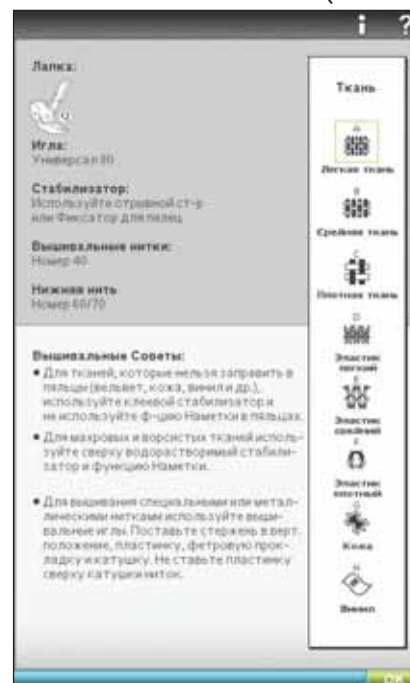 i ?
Лапка:
Q
Игла:
Универсал 80
Стабилизатор:
Используйте отрывной ст-р
или Фиксатор для пялец
Вышивальные нитки:
Номер 40
Нижняя нить
Номер 60/70
Вышивальные Советы:
• Для тканей, которые нельзя заправить в
пяльцы (вельвет, кожа, винил и др.),
используйте клеевой стабилизатор и
не используйте ф-цию Наметки в пяльцах.
• Для махровых и ворсистых тканей исполь-
зуйте сверху водорастворимый стабили-
затор и функцию Наметки.
• Для вышивания специальными или метал-
лическими нитками используйте выши-
вальные иглы. Поставьте стержень в верт.
положение, пластинку, фетровую прок-
ладку и катушку. Не ставьте пластинку
сверху катушки ниток.
Ткань
A
Легкая ткань
B
Средняя ткань
C
Плотная ткань
D
Эластик
легкий
E
Эластик
средний
F
Эластик
плотный
G
Кожа
H
Винил
OK